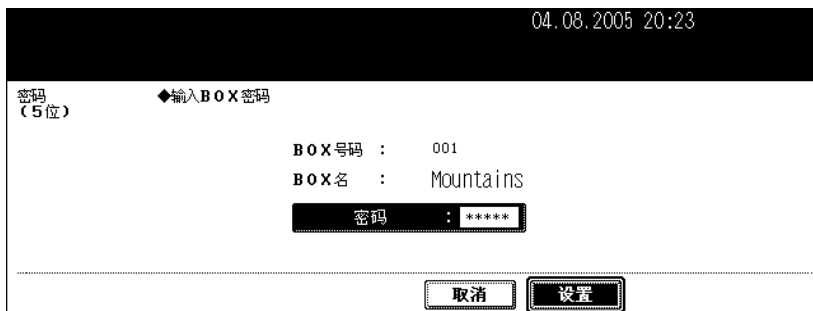 04.08.2005 20:23
密码 ◆输入BOX密码
(5位)
BOX号码 : 001
BOX名 : Mountains
密码 : *****
取消 设置